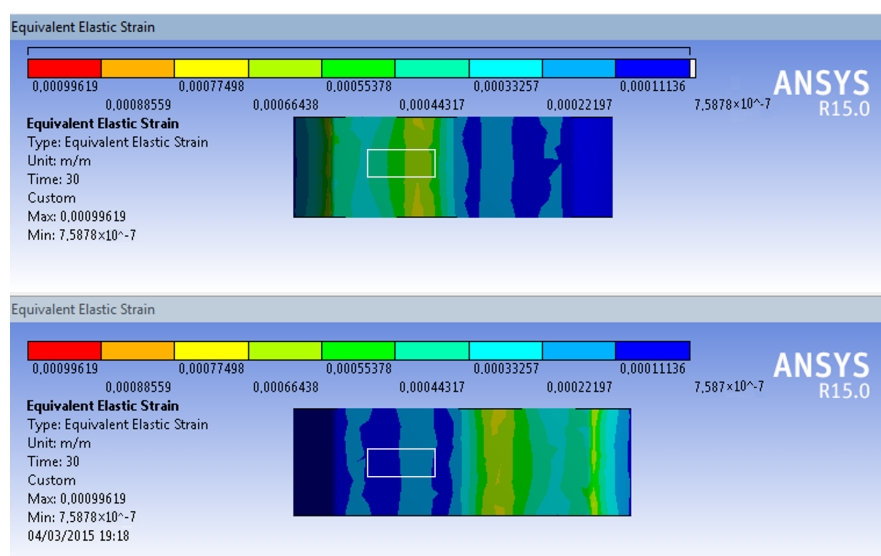 Equivalent Elastic Strain
0,00099619 0,00077498 0,00055378 0,00033257 0,00011136
0,00088559 0,00066438 0,00044317 0,00022197 7,5878×10^-7
ANSYS
R15.0
Equivalent Elastic Strain
Type: Equivalent Elastic Strain
Unit: m/m
Time: 30
Custom
Max: 0,00099619
Min: 7,5878×10^-7
Equivalent Elastic Strain
0,00099619 0,00077498 0,00055378 0,00033257 0,00011136
0,00088559 0,00066438 0,00044317 0,00022197 7,587×10^-7
ANSYS
R15.0
Equivalent Elastic Strain
Type: Equivalent Elastic Strain
Unit: m/m
Time: 30
Custom
Max: 0,00099619
Min: 7,5878×10^-7
04/03/2015 19:18